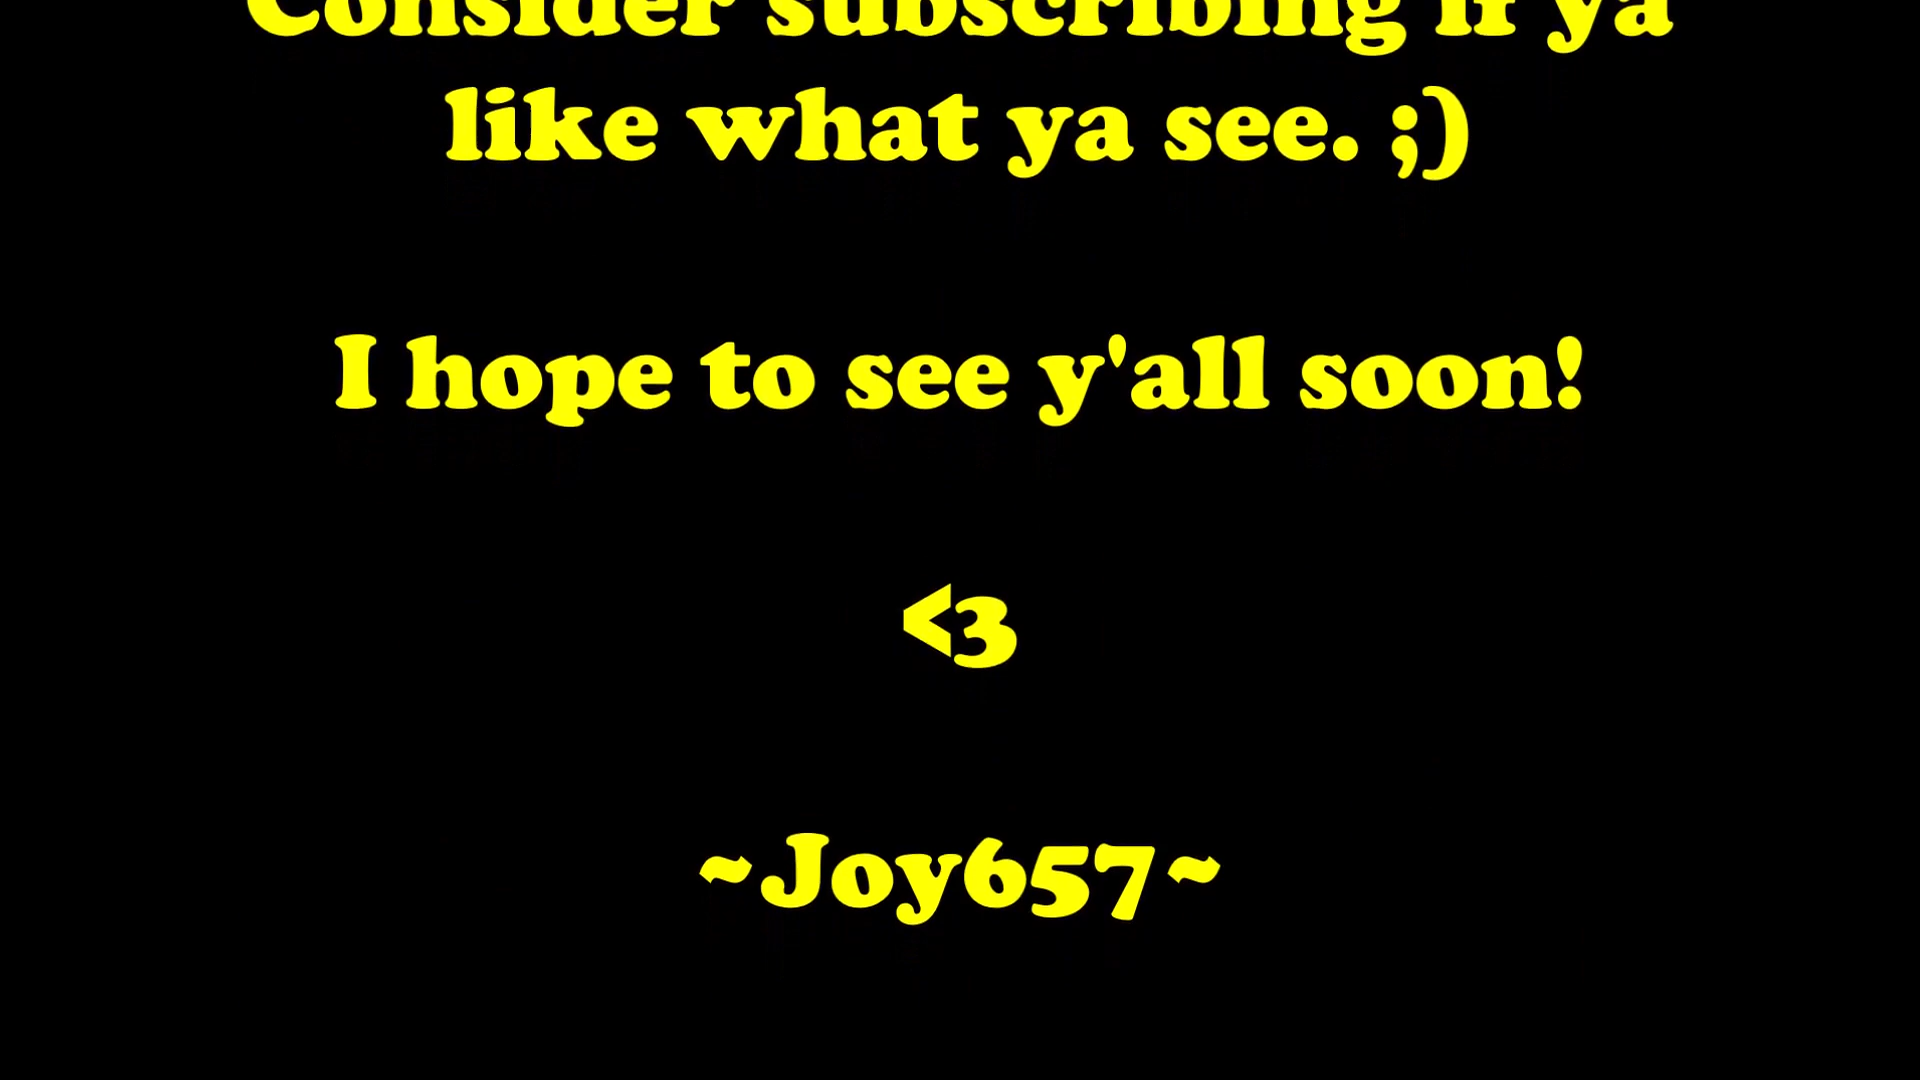 Consider subscribing if ya
like what ya see. ;)
I hope to see y'all soon!
<3
~Joy657~